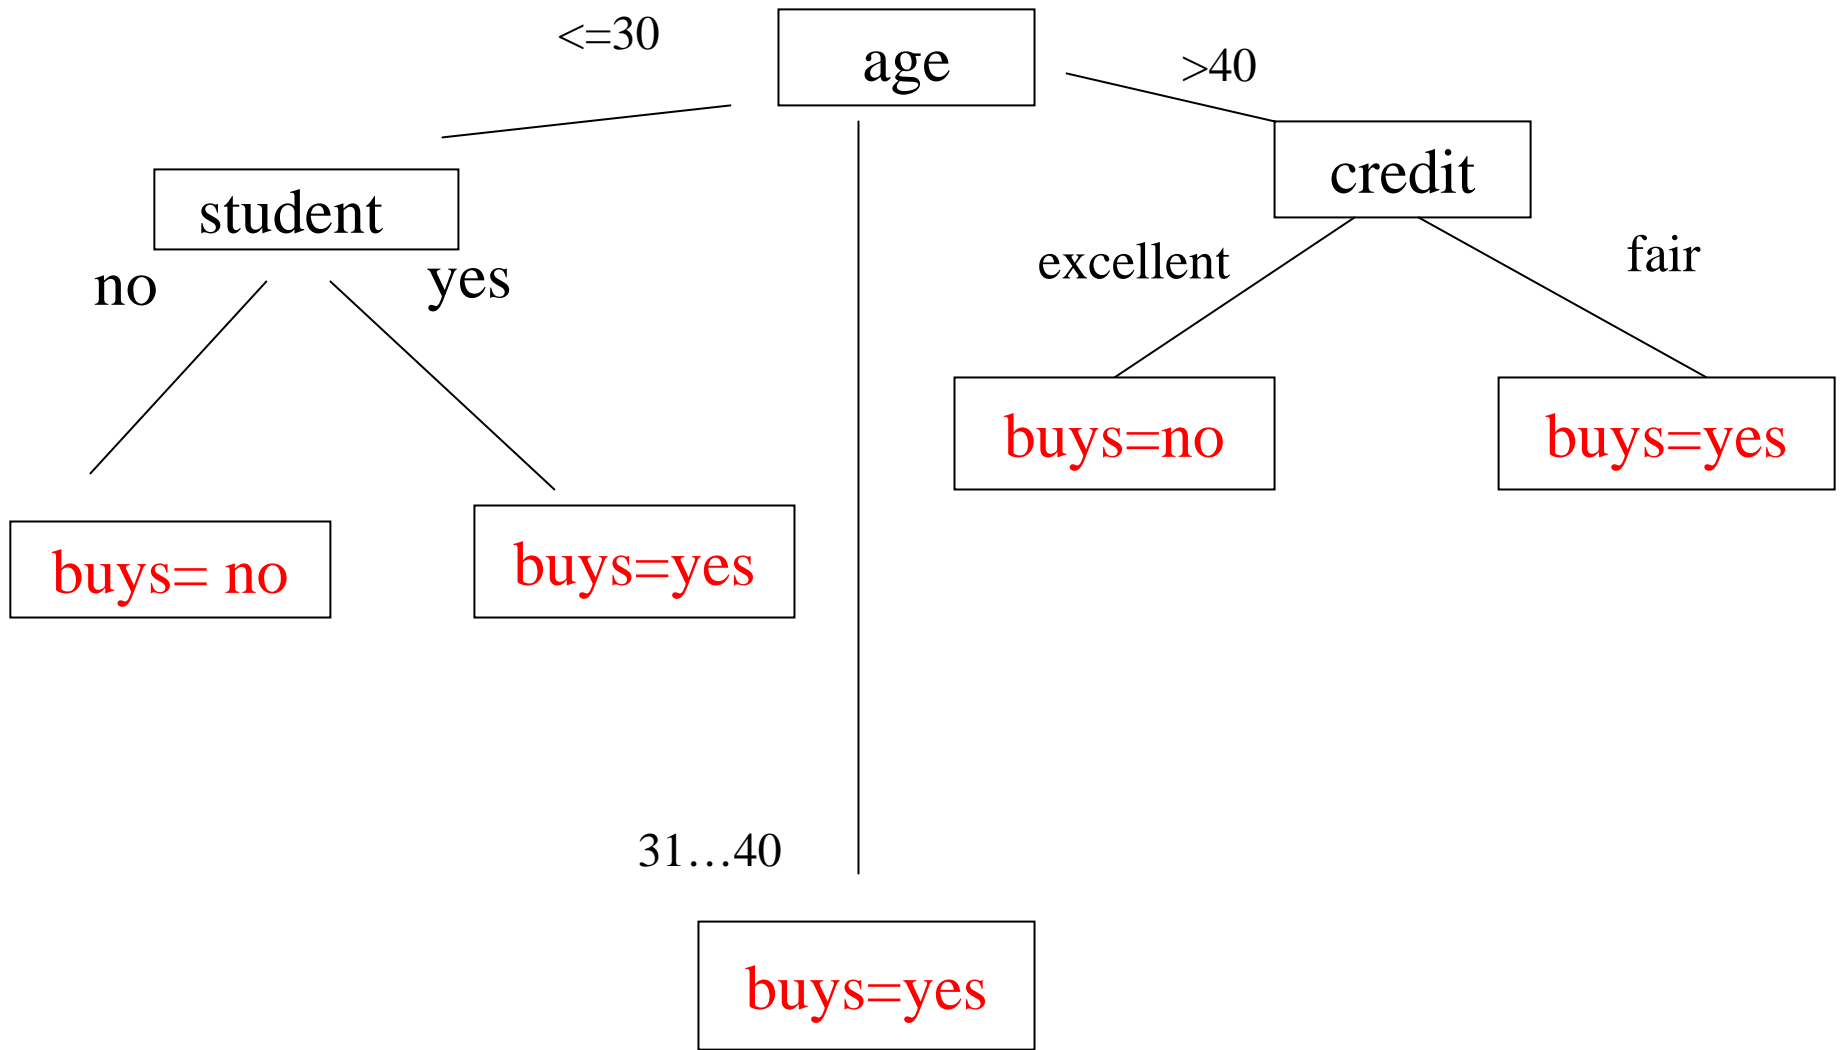 <=30
age
>40
student
credit
no
yes
excellent
fair
buys= no
buys=yes
buys=no
buys=yes
31…40
buys=yes